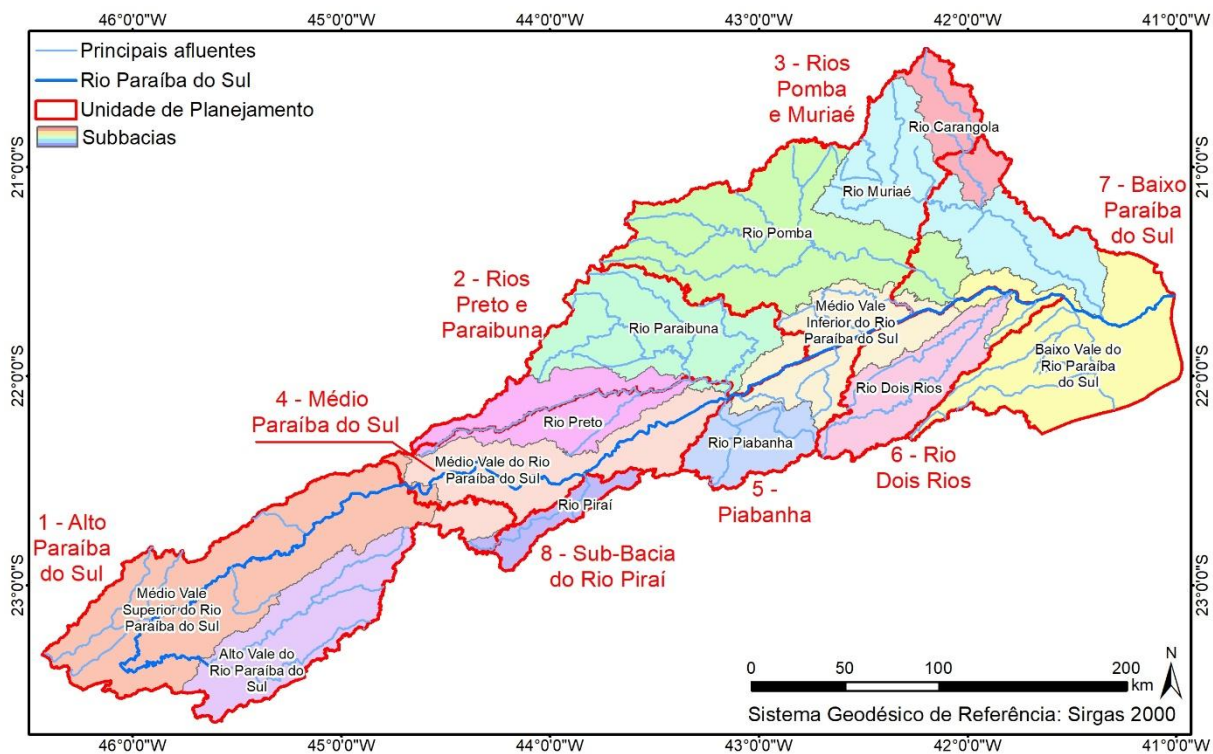 46°0'0"W
45°0'0"W
44°0'0"W
43°0'0"W
42°0'0"W
41°0'0"W
Principais afluentes
Rio Paraíba do Sul
Unidade de Planejamento
Subbacias
3 - Rios
Pomba
e Muriaé
Rio Carangola
21°0'0"S
21°0'0"S
Rio Muriaé
7 - Baixo
Paraíba
do Sul
Rio Pomba
2 - Rios
Preto e
Paraibuna
Rio Paraibuna
Médio Vale
Inferior do Rio
Paraíba do Sul
Baixo Vale do
Rio Paraíba
do Sul
22°0'0"S
22°0'0"S
Rio Dois Rios
4 - Médio
Paraíba do Sul
Rio Preto
Rio Piabanha
Médio Vale do Rio
Paraíba do Sul
6 - Rio
Dois Rios
5 -
Piabanha
Rio Piraí
1 - Alto
Paraíba
do Sul
8 - Sub-Bacia
do Rio Piraí
23°0'0"S
23°0'0"S
Médio Vale
Superior do Rio
Paraíba do Sul
Alto Vale do
Rio Paraíba do
Sul
N
0 50 100 200
km
Sistema Geodésico de Referência: Sirgas 2000
46°0'0"W
45°0'0"W
44°0'0"W
43°0'0"W
42°0'0"W
41°0'0"W